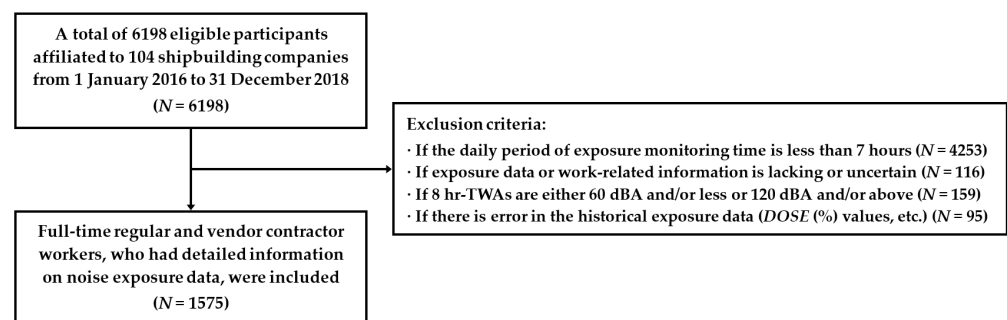 A total of 6198 eligible participants
affiliated to 104 shipbuilding companies
from 1 January 2016 to 31 December 2018
(N = 6198)
Exclusion criteria:
· If the daily period of exposure monitoring time is less than 7 hours (N = 4253)
· If exposure data or work-related information is lacking or uncertain (N = 116)
· If 8 hr-TWAs are either 60 dBA and/or less or 120 dBA and/or above (N = 159)
· If there is error in the historical exposure data (DOSE (%) values, etc.) (N = 95)
Full-time regular and vendor contractor
workers, who had detailed information
on noise exposure data, were included
(N = 1575)